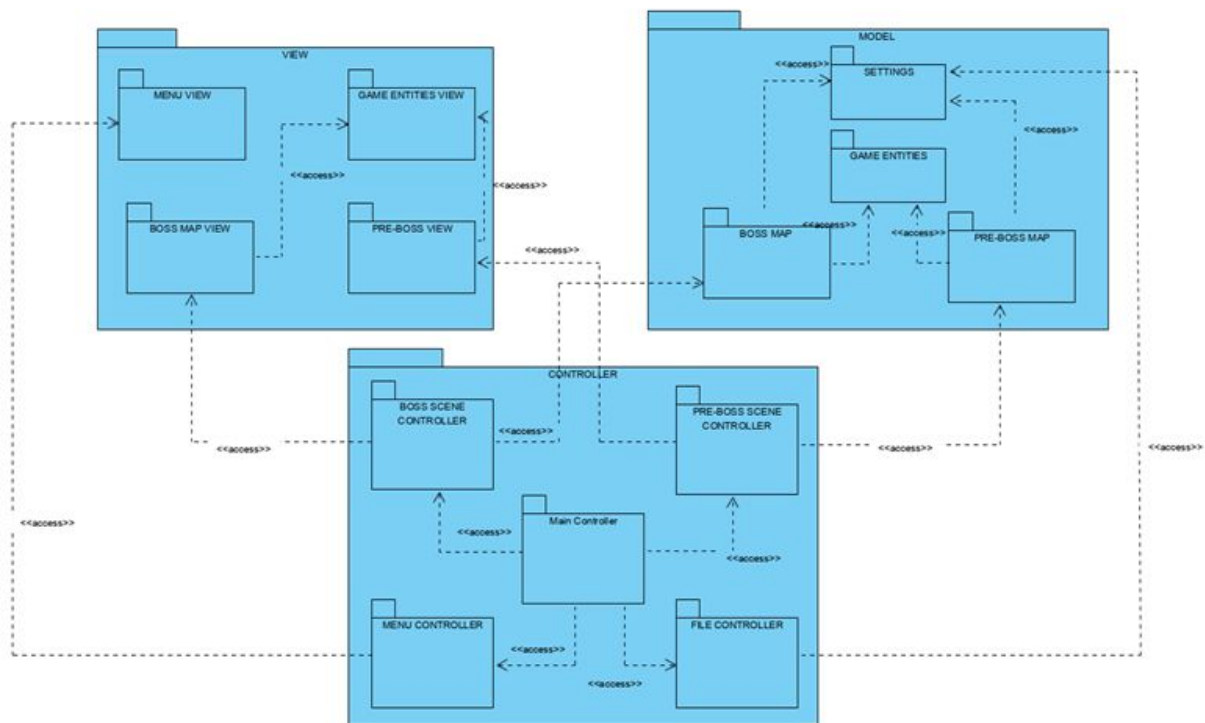 VIEW
MENU VIEW
GAME ENTITIES VIEW
<<access>>
<<access>>
BOSS MAP VIEW
PRE-BOSS VIEW
<<access>>
MODEL
<<access>>
SETTINGS
<<access>>
GAME ENTITIES
BOSS MAP
<<access>>
<<access>>
PRE-BOSS MAP
CONTROLLER
BOSS SCENE
CONTROLLER
PRE-BOSS SCENE
CONTROLLER
<<access>>
<<access>>
<<access>>
<<access>>
<<access>>
Main Controller
<<access>>
<<access>>
MENU CONTROLLER
FILE CONTROLLER
<<access>>
<<access>>
<<access>>